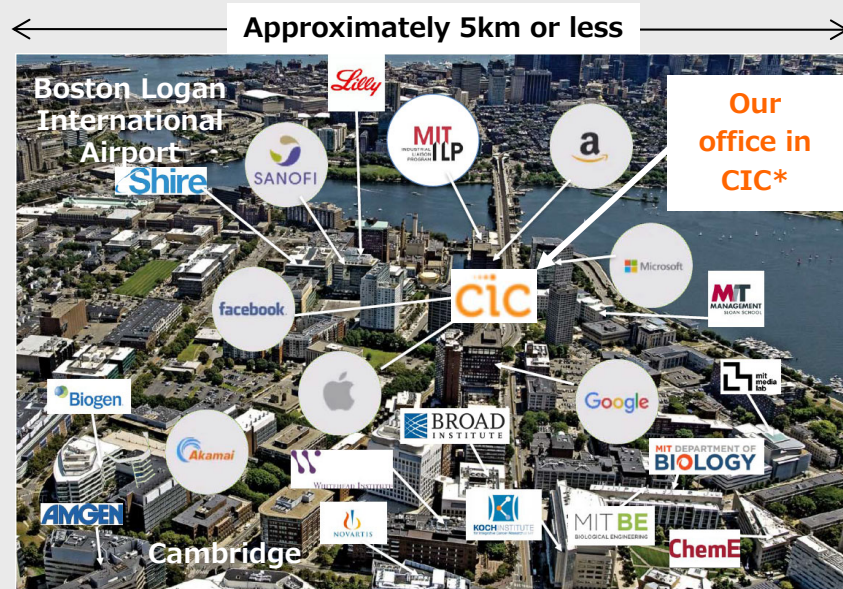 Approximately 5km or less
Boston Logan
International
Airport
Lilly
MIT
ILP
INDUSTRIAL
LIAISON
PROGRAM
a
Our
office in
CIC*
SANOFI
Shire
Microsoft
facebook
cic
MIT
MANAGEMENT
SLOAN SCHOOL
mit
media
lab
Biogen
Google
BROAD
INSTITUTE
Akamai
MIT DEPARTMENT OF
BIOLOGY
WHITEHEAD INSTITUTE
AMGEN
NOVARTIS
KOCH INSTITUTE
MIT BE
BIOLOGICAL ENGINEERING
ChemE
Cambridge